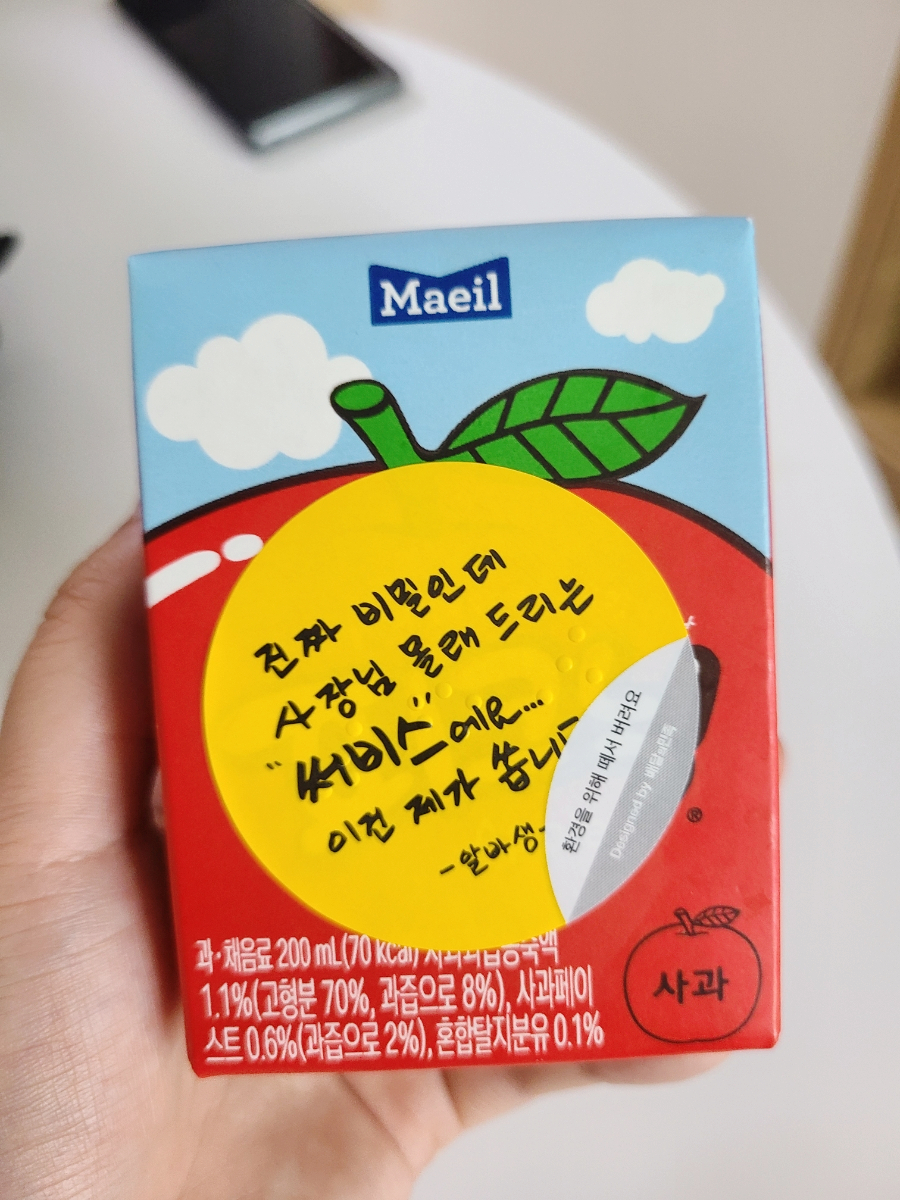 Maeil
진짜 비밀인데
사장님 몰래 드리는
"써비스"에요...
이건 제가 쏩니
-알바생-
환경을 위해 떼서 버려요
Designed by 배달의민족
®
과·채음료 200 mL(70 kcal)
1.1%(고형분 70%, 과즙으로 8%), 사과페이
스트 0.6%(과즙으로 2%), 혼합탈지분유 0.1%
사과